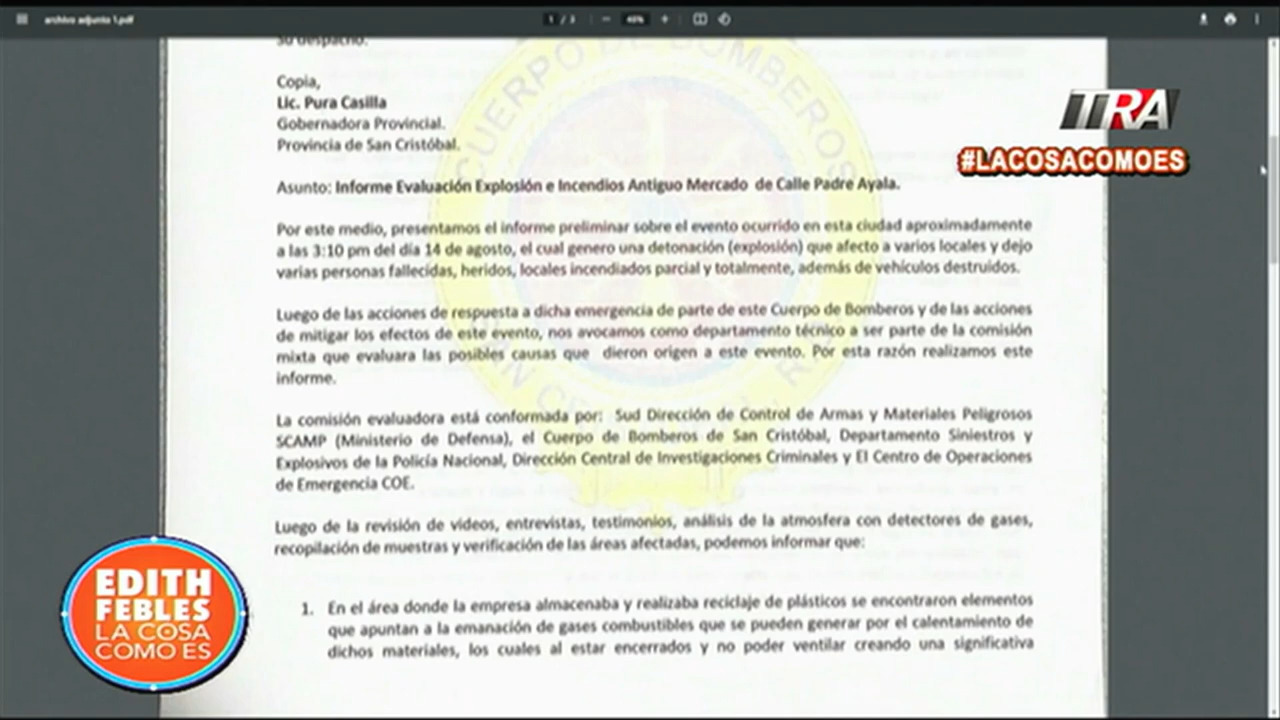 archivo adjunto 1.pdf
1 / 3
46%
Su despacho.
TRA
#LACOSACOMOES
CUERPO DE BOMBEROS
Copia,
Lic. Pura Casilla
Gobernadora Provincial.
Provincia de San Cristóbal.
Asunto: Informe Evaluación Explosión e Incendios Antiguo Mercado de Calle Padre Ayala.
Por este medio, presentamos el informe preliminar sobre el evento ocurrido en esta ciudad aproximadamente
a las 3:10 pm del día 14 de agosto, el cual genero una detonación (explosión) que afecto a varios locales y dejo
varias personas fallecidas, heridos, locales incendiados parcial y totalmente, además de vehículos destruidos.
Luego de las acciones de respuesta a dicha emergencia de parte de este Cuerpo de Bomberos y de las acciones
de mitigar los efectos de este evento, nos avocamos como departamento técnico a ser parte de la comisión
mixta que evaluara las posibles causas que dieron origen a este evento. Por esta razón realizamos este
informe.
La comisión evaluadora está conformada por: Sud Dirección de Control de Armas y Materiales Peligrosos
SCAMP (Ministerio de Defensa), el Cuerpo de Bomberos de San Cristóbal, Departamento Siniestros y
Explosivos de la Policía Nacional, Dirección Central de Investigaciones Criminales y El Centro de Operaciones
de Emergencia COE.
Luego de la revisión de videos, entrevistas, testimonios, análisis de la atmosfera con detectores de gases,
recopilación de muestras y verificación de las áreas afectadas, podemos informar que:
1. En el área donde la empresa almacenaba y realizaba reciclaje de plásticos se encontraron elementos
que apuntan a la emanación de gases combustibles que se pueden generar por el calentamiento de
dichos materiales, los cuales al estar encerrados y no poder ventilar creando una significativa
EDITH
FEBLES
LA COSA
COMO ES